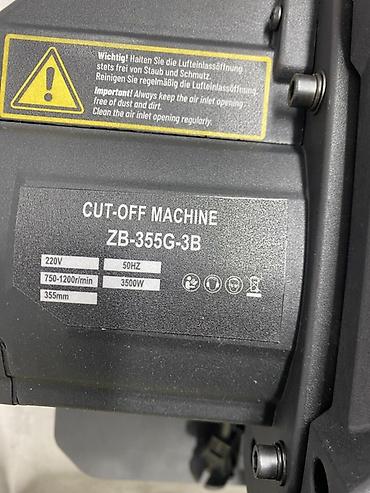 Wichtig! Halten Sie die Lufteinlassöffnung
stets frei von Staub und Schmutz.
Reinigen Sie regelmäßig die Lufteinlassöffnung.
Important! Always keep the air inlet opening
free of dust and dirt.
Clean the air inlet opening regularly.
CUT-OFF MACHINE
ZB-355G-3B
220V 50HZ
750-1200r/min 3500W
355mm